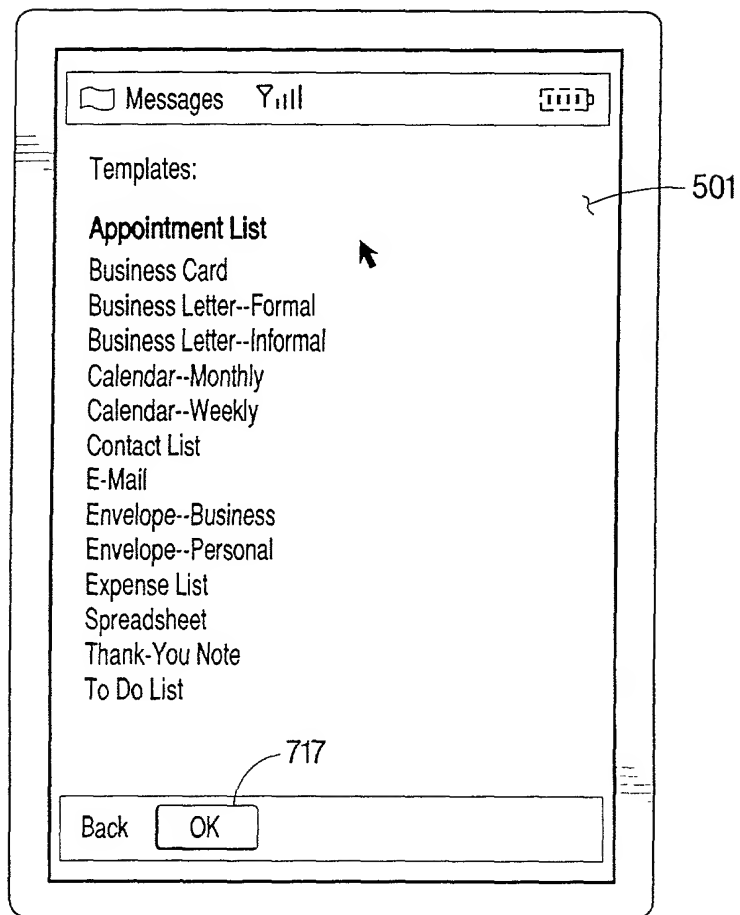 Messages
Templates:
501
Appointment List
Business Card
Business Letter--Formal
Business Letter--Informal
Calendar--Monthly
Calendar--Weekly
Contact List
E-Mail
Envelope--Business
Envelope--Personal
Expense List
Spreadsheet
Thank-You Note
To Do List
717
Back OK